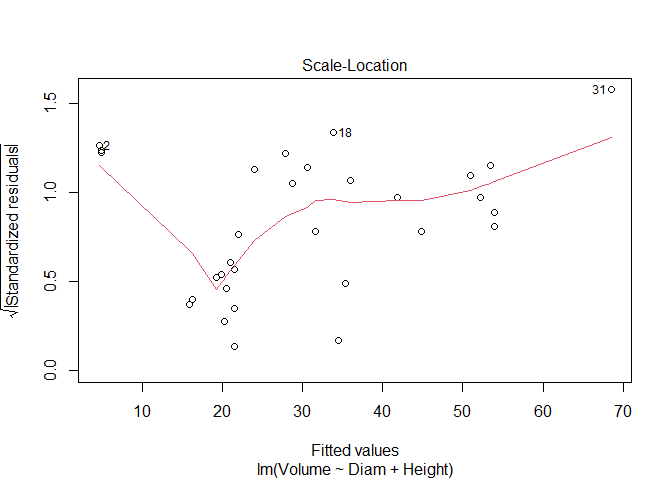 Scale-Location
√|Standardized residuals|
1.5
1.0
0.5
0.0
31
18
2
10 20 30 40 50 60 70
Fitted values
lm(Volume ~ Diam + Height)